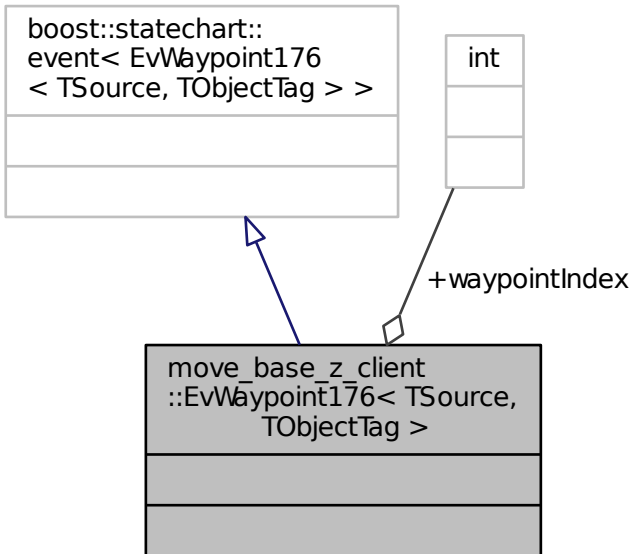 boost::statechart::
event< EvWaypoint176
< TSource, TObjectTag > >
int
+waypointIndex
move_base_z_client
::EvWaypoint176< TSource,
TObjectTag >